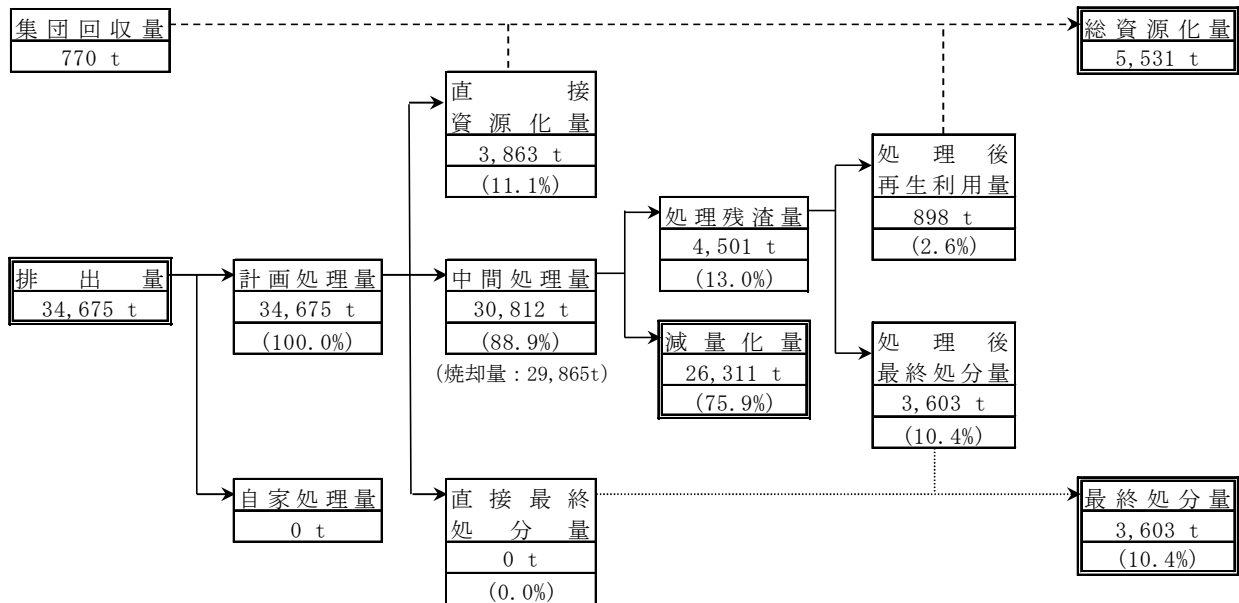 集団回収量
770 t
総資源化量
5,531 t
直接
資源化量
3,863 t
(11.1%)
処理後
再生利用量
898 t
(2.6%)
処理残渣量
4,501 t
(13.0%)
排出量
34,675 t
計画処理量
34,675 t
(100.0%)
中間処理量
30,812 t
(88.9%)
(焼却量：29,865t)
減量化量
26,311 t
(75.9%)
処理後
最終処分量
3,603 t
(10.4%)
自家処理量
0 t
直接最終
処分量
0 t
(0.0%)
最終処分量
3,603 t
(10.4%)